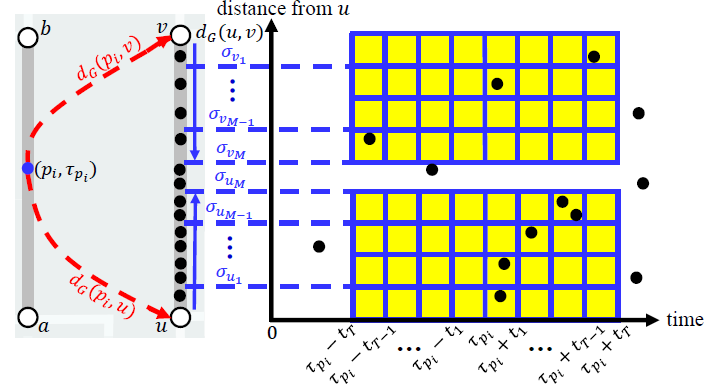 distance from u
b
v
d_G(u, v)
d_G(p_i, v)
σ_{v_1}
⋮
σ_{v_{M-1}}
σ_{v_M}
(p_i, τ_{p_i})
σ_{u_M}
σ_{u_{M-1}}
⋮
σ_{u_1}
d_G(p_i, u)
a
u
0
time
τ_{p_i} − t_T
τ_{p_i} − t_{T−1}
...
τ_{p_i} − t_1
τ_{p_i}
τ_{p_i} + t_1
...
τ_{p_i} + t_{T−1}
τ_{p_i} + t_T